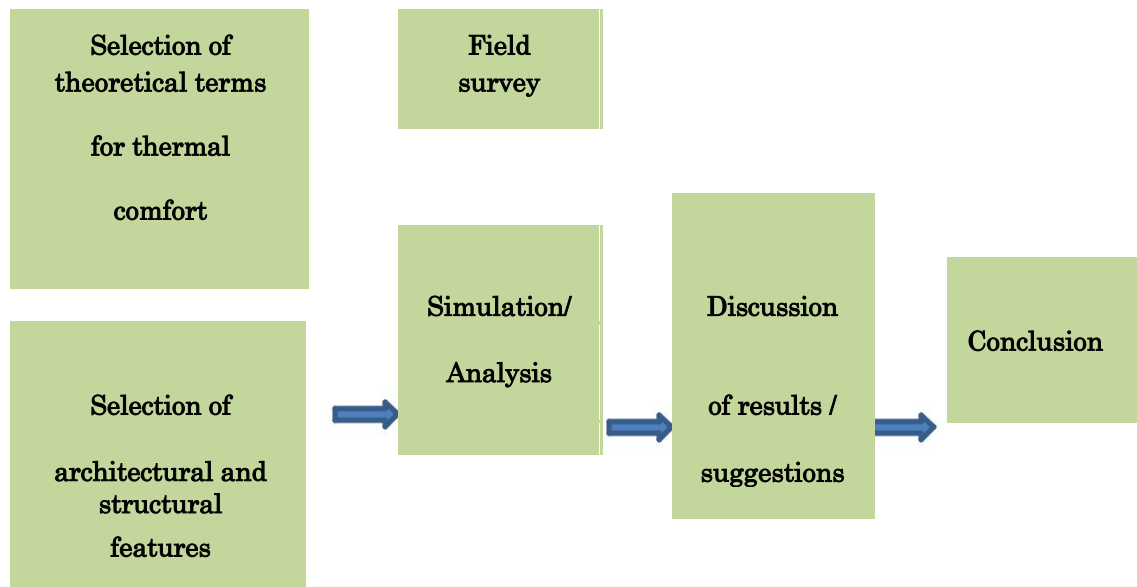 Selection of
theoretical terms
for thermal
comfort
Field
survey
Selection of
architectural and
structural
features
Simulation/
Analysis
Discussion
of results /
suggestions
Conclusion